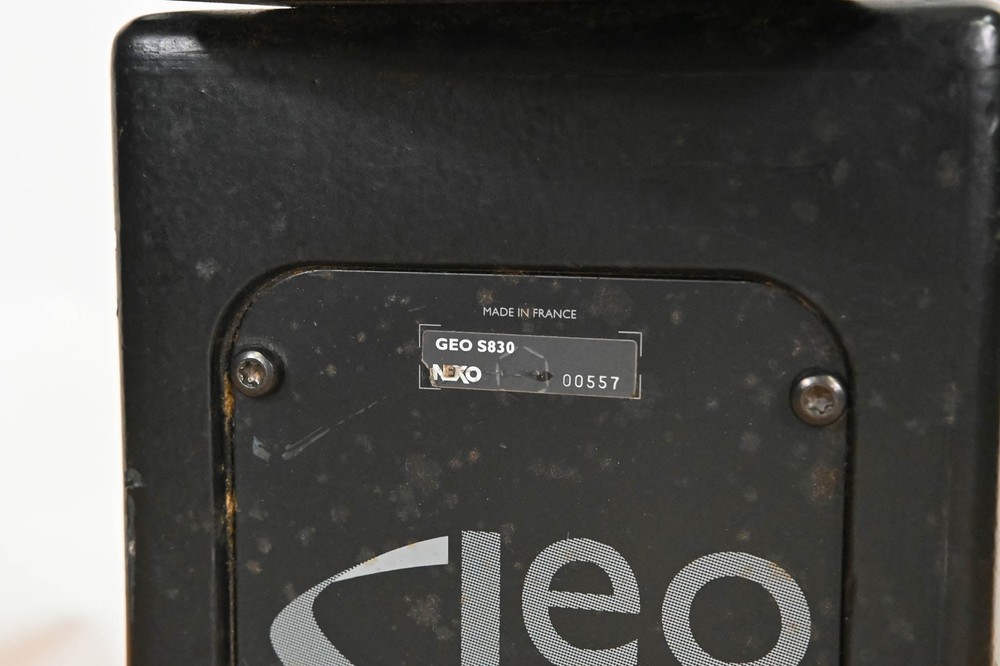 MADE IN FRANCE
GEO S830
NEXO
00557
Geo